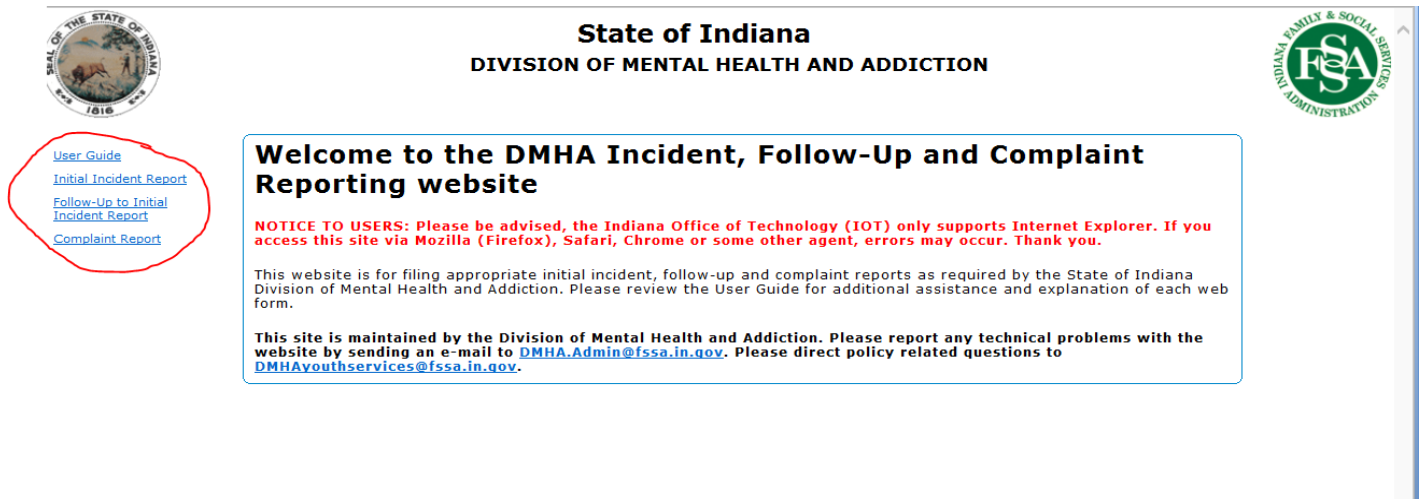 SEAL OF THE STATE OF INDIANA
1816
State of Indiana
DIVISION OF MENTAL HEALTH AND ADDICTION
INDIANA FAMILY & SOCIAL SERVICES ADMINISTRATION
FSSA
User Guide
Initial Incident Report
Follow-Up to Initial
Incident Report
Complaint Report
Welcome to the DMHA Incident, Follow-Up and Complaint
Reporting website
NOTICE TO USERS: Please be advised, the Indiana Office of Technology (IOT) only supports Internet Explorer. If you
access this site via Mozilla (Firefox), Safari, Chrome or some other agent, errors may occur. Thank you.
This website is for filing appropriate initial incident, follow-up and complaint reports as required by the State of Indiana
Division of Mental Health and Addiction. Please review the User Guide for additional assistance and explanation of each web
form.
This site is maintained by the Division of Mental Health and Addiction. Please report any technical problems with the
website by sending an e-mail to DMHA.Admin@fssa.in.gov. Please direct policy related questions to
DMHAyouthservices@fssa.in.gov.